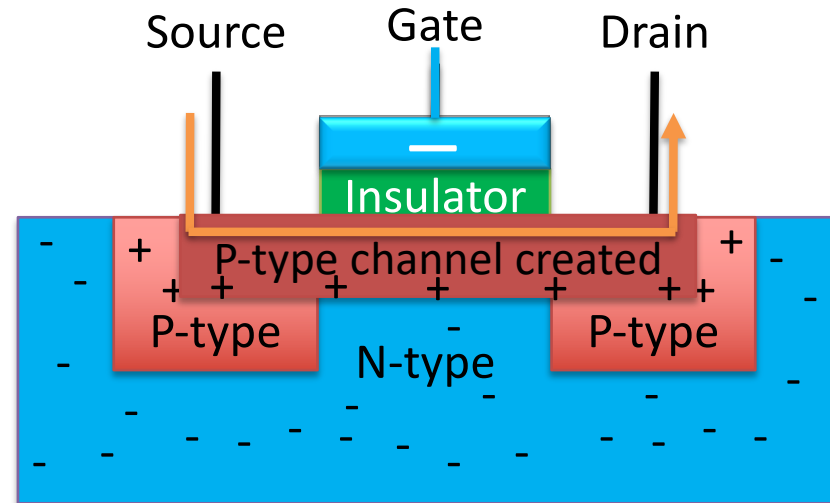 Source
Gate
Drain
Insulator
P-type channel created
P-type
P-type
N-type